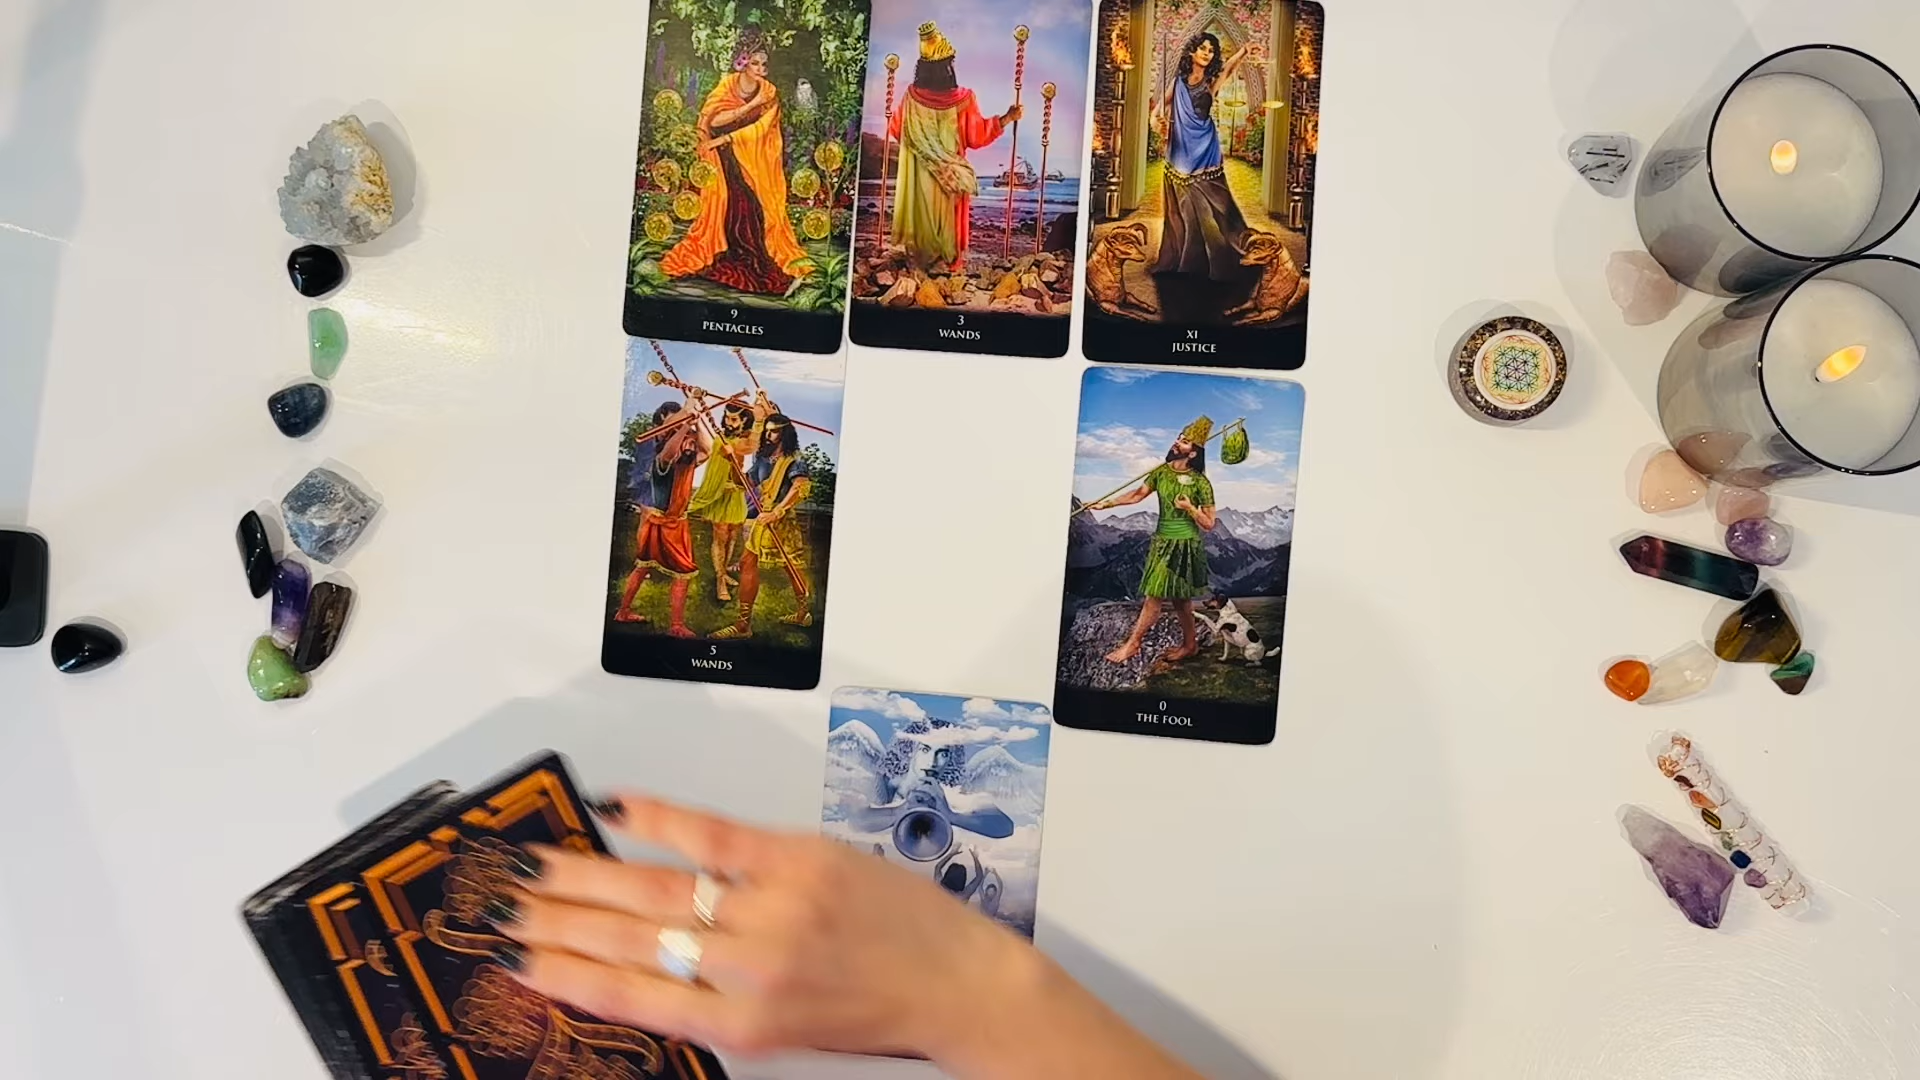 9
PENTACLES
3
WANDS
XI
JUSTICE
5
WANDS
0
THE FOOL